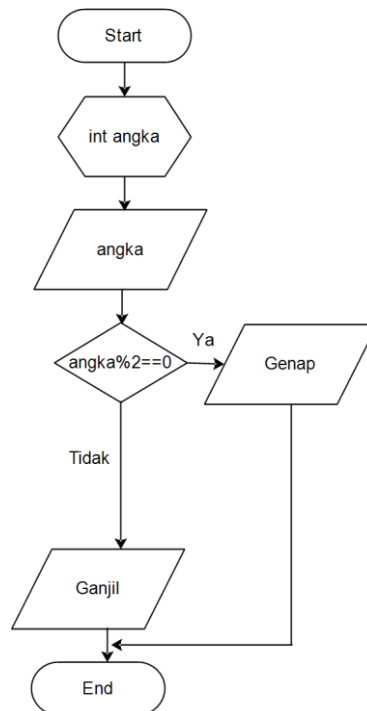 Start
int angka
angka
angka%2==0
Ya
Genap
Tidak
Ganjil
End